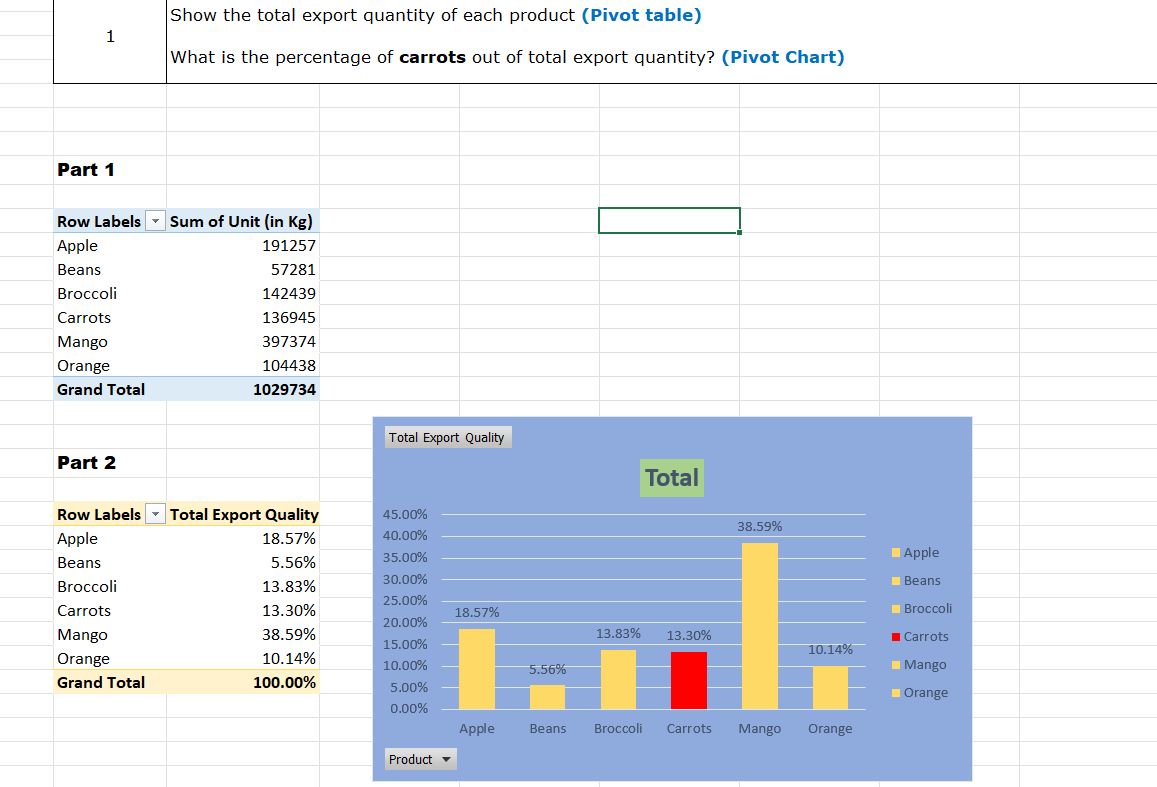 1
Show the total export quantity of each product (Pivot table)
What is the percentage of carrots out of total export quantity? (Pivot Chart)
Part 1
Row Labels Sum of Unit (in Kg)
Apple 191257
Beans 57281
Broccoli 142439
Carrots 136945
Mango 397374
Orange 104438
Grand Total 1029734
Part 2
Row Labels Total Export Quality
Apple 18.57%
Beans 5.56%
Broccoli 13.83%
Carrots 13.30%
Mango 38.59%
Orange 10.14%
Grand Total 100.00%
Total Export Quality
Total
45.00%
40.00%
35.00%
30.00%
25.00%
20.00%
15.00%
10.00%
5.00%
0.00%
18.57%
5.56%
13.83%
13.30%
38.59%
10.14%
Apple Beans Broccoli Carrots Mango Orange
Apple
Beans
Broccoli
Carrots
Mango
Orange
Product